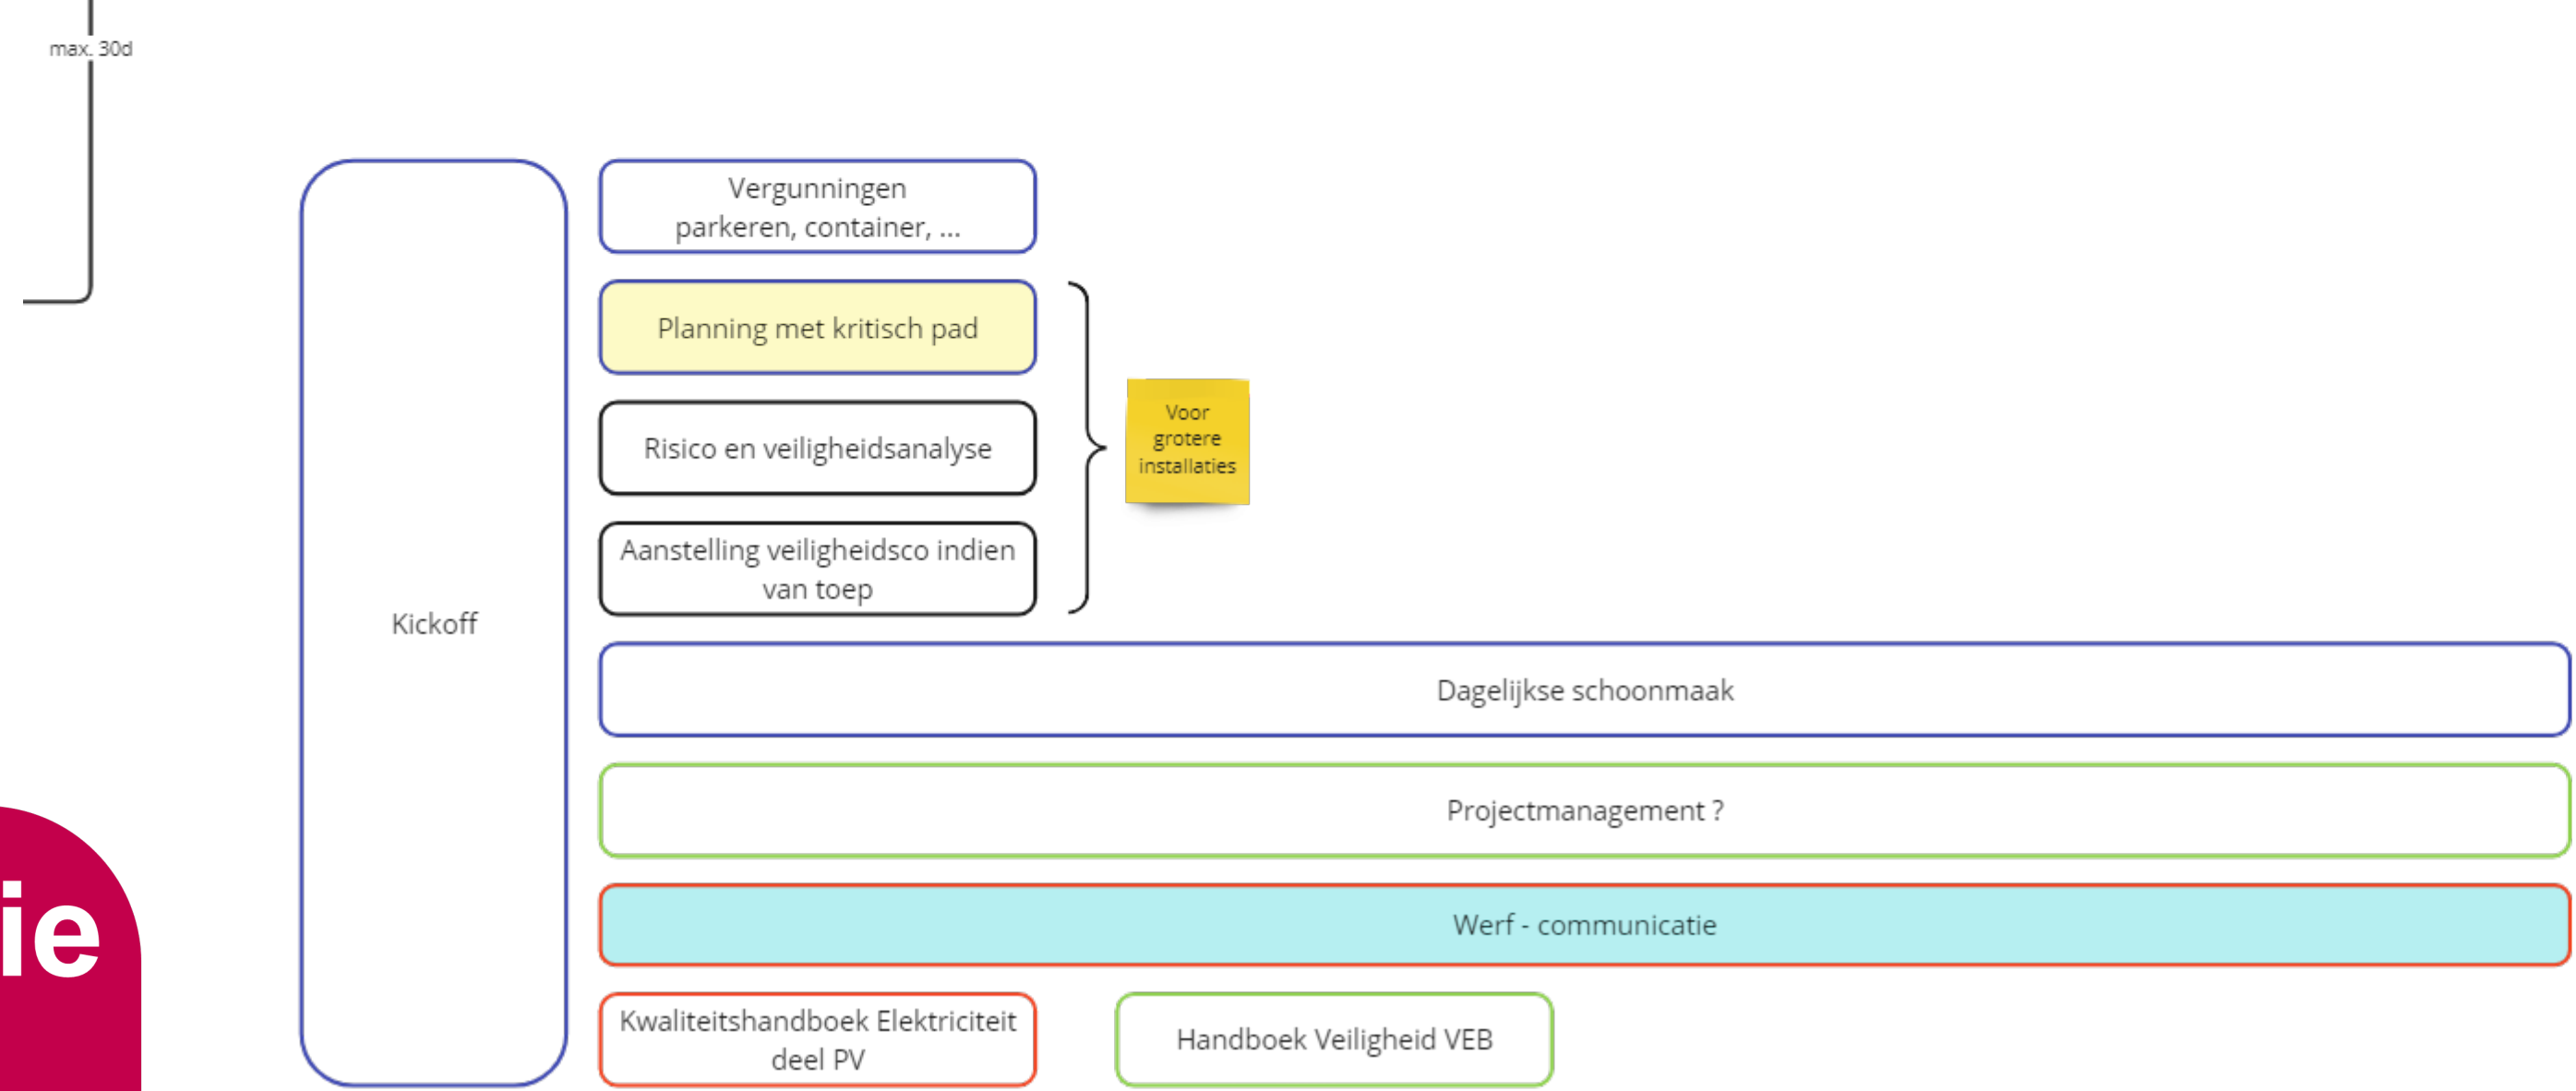 max. 30d
Vergunningen
parkeren, container, ...
Planning met kritisch pad
Voor
grotere
installaties
Risico en veiligheidsanalyse
Aanstelling veiligheidsco indien
van toep
Kickoff
Dagelijkse schoonmaak
Projectmanagement ?
ie
Werf - communicatie
Kwaliteitshandboek Elektriciteit
deel PV
Handboek Veiligheid VEB